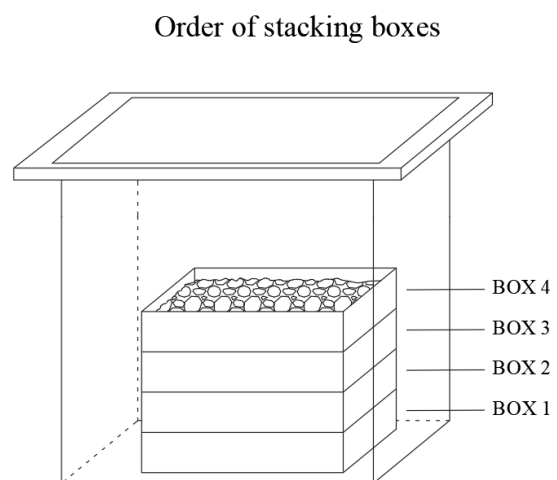 Order of stacking boxes
BOX 4
BOX 3
BOX 2
BOX 1